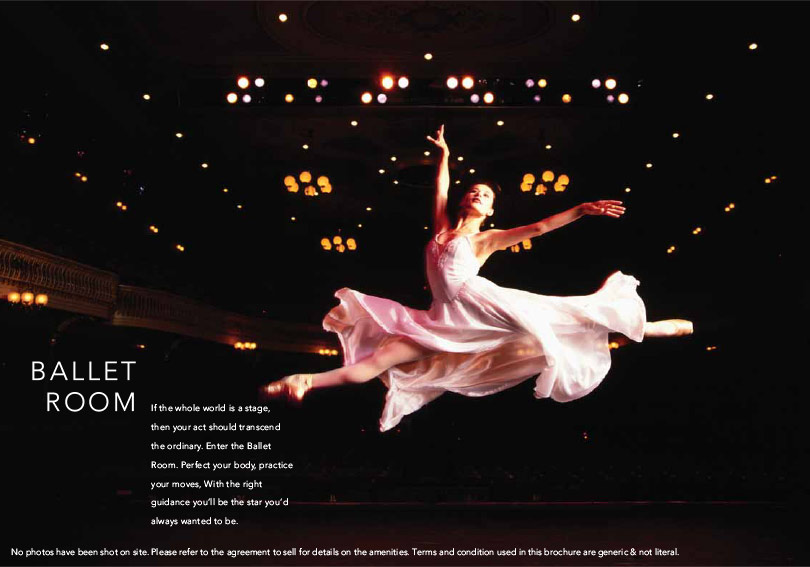 BALLET
ROOM
If the whole world is a stage,
then your act should transcend
the ordinary. Enter the Ballet
Room. Perfect your body, practice
your moves, With the right
guidance you'll be the star you'd
always wanted to be.
No photos have been shot on site. Please refer to the agreement to sell for details on the amenities. Terms and condition used in this brochure are generic & not literal.